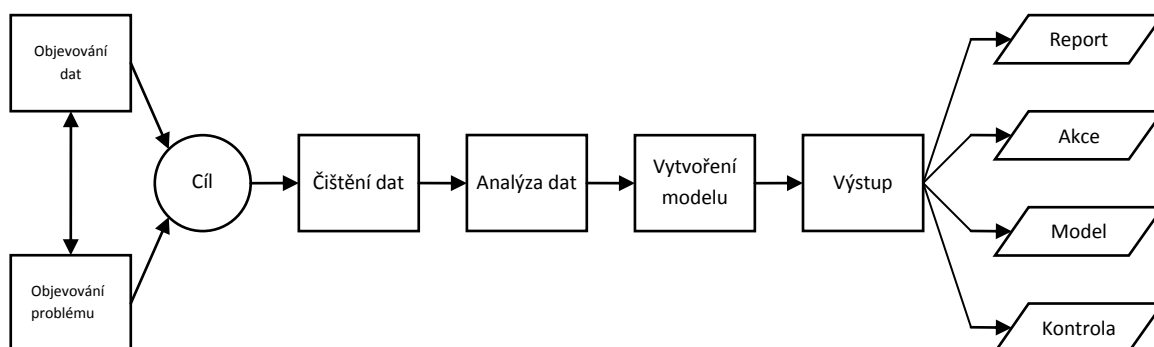 Objevování
dat
Objevování
problému
Cíl
Čištění dat
Analýza dat
Vytvoření
modelu
Výstup
Report
Akce
Model
Kontrola